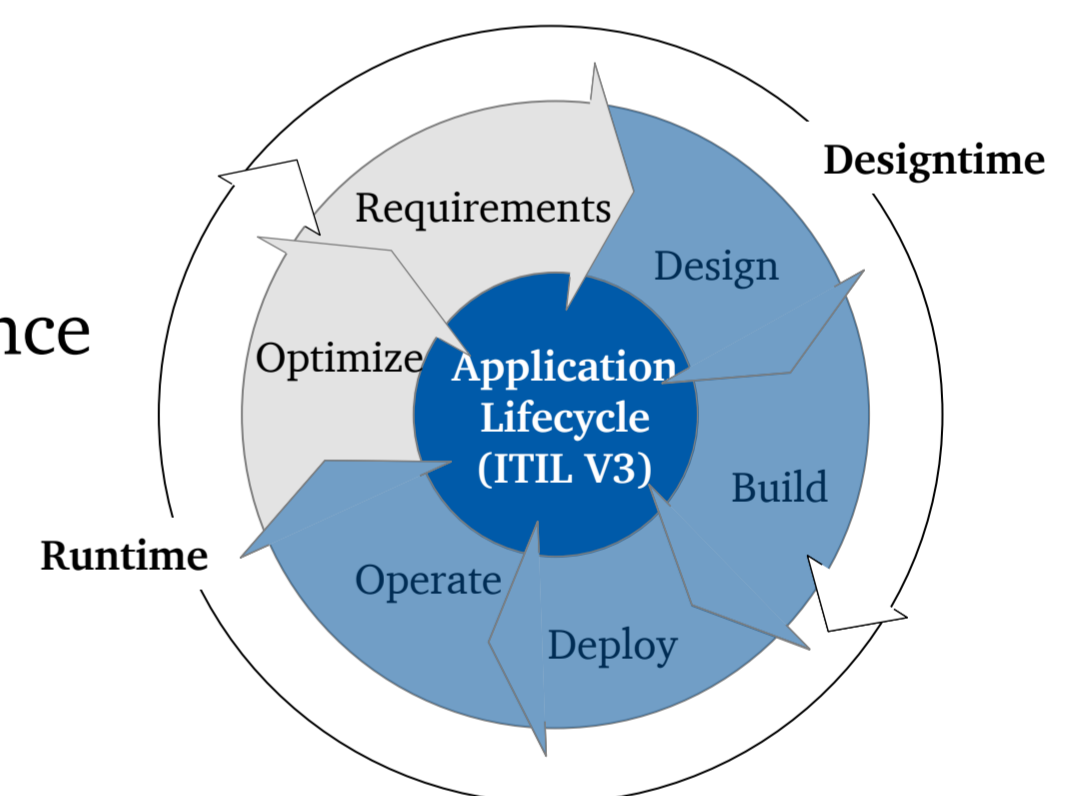 Designtime
Requirements
Design
nce
Optimize
Application
Lifecycle
(ITIL V3)
Build
Runtime
Operate
Deploy